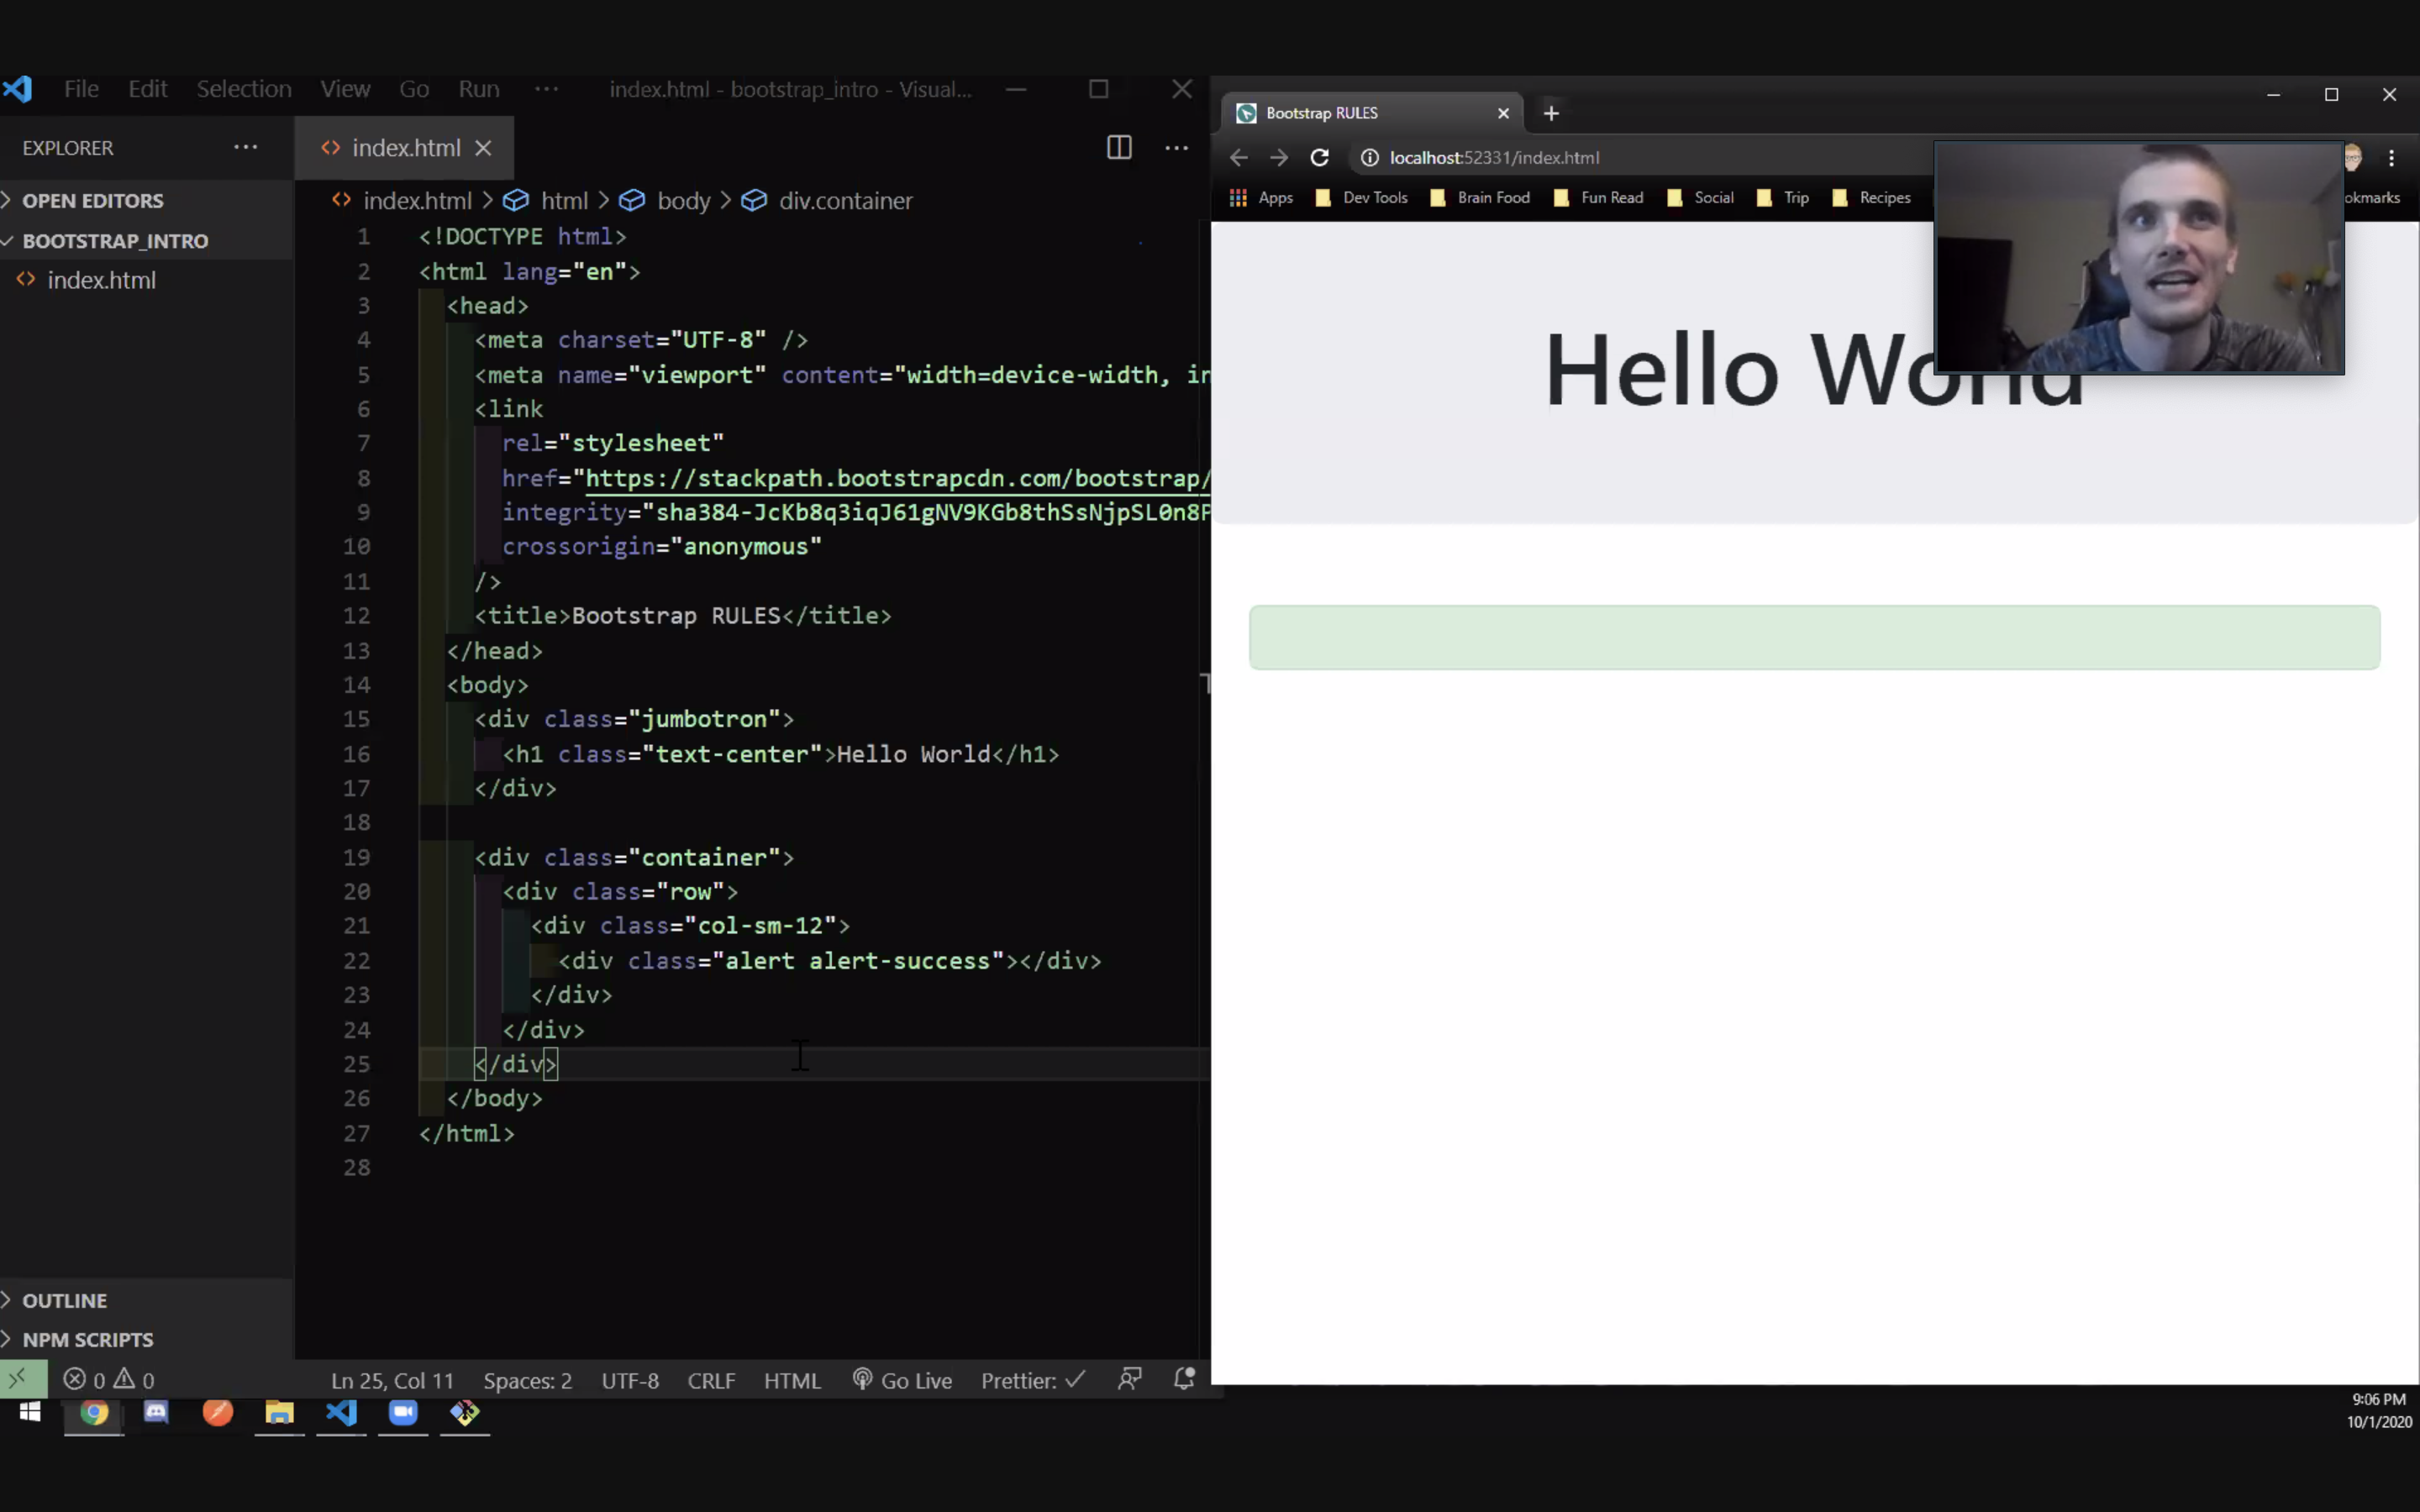 File Edit Selection View Go Run ··· index.html - bootstrap_intro - Visual...
EXPLORER ···
index.html
OPEN EDITORS
BOOTSTRAP_INTRO
index.html
index.html > html > body > div.container
1 <!DOCTYPE html>
2 <html lang="en">
3 <head>
4 <meta charset="UTF-8" />
5 <meta name="viewport" content="width=device-width, in
6 <link
7 rel="stylesheet"
8 href="https://stackpath.bootstrapcdn.com/bootstrap/
9 integrity="sha384-JcKb8q3iqJ61gNV9KGb8thSsNjpSL0n8P
10 crossorigin="anonymous"
11 />
12 <title>Bootstrap RULES</title>
13 </head>
14 <body>
15 <div class="jumbotron">
16 <h1 class="text-center">Hello World</h1>
17 </div>
18
19 <div class="container">
20 <div class="row">
21 <div class="col-sm-12">
22 <div class="alert alert-success"></div>
23 </div>
24 </div>
25 </div>
26 </body>
27 </html>
28
OUTLINE
NPM SCRIPTS
0 0 Ln 25, Col 11 Spaces: 2 UTF-8 CRLF HTML Go Live Prettier: ✓
Bootstrap RULES
localhost:52331/index.html
Apps Dev Tools Brain Food Fun Read Social Trip Recipes okmarks
Hello World
9:06 PM
10/1/2020